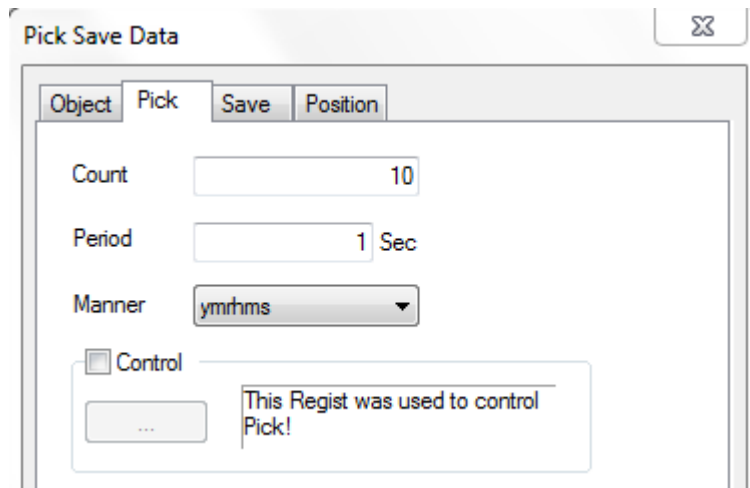 Pick Save Data
Object Pick Save Position
Count 10
Period 1 Sec
Manner ymrhms
Control
... This Regist was used to control
Pick!